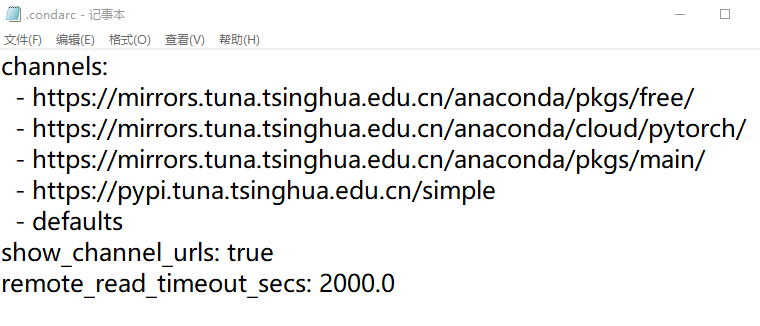 .condarc - 记事本
文件(F) 编辑(E) 格式(O) 查看(V) 帮助(H)
channels:
- https://mirrors.tuna.tsinghua.edu.cn/anaconda/pkgs/free/
- https://mirrors.tuna.tsinghua.edu.cn/anaconda/cloud/pytorch/
- https://mirrors.tuna.tsinghua.edu.cn/anaconda/pkgs/main/
- https://pypi.tuna.tsinghua.edu.cn/simple
- defaults
show_channel_urls: true
remote_read_timeout_secs: 2000.0